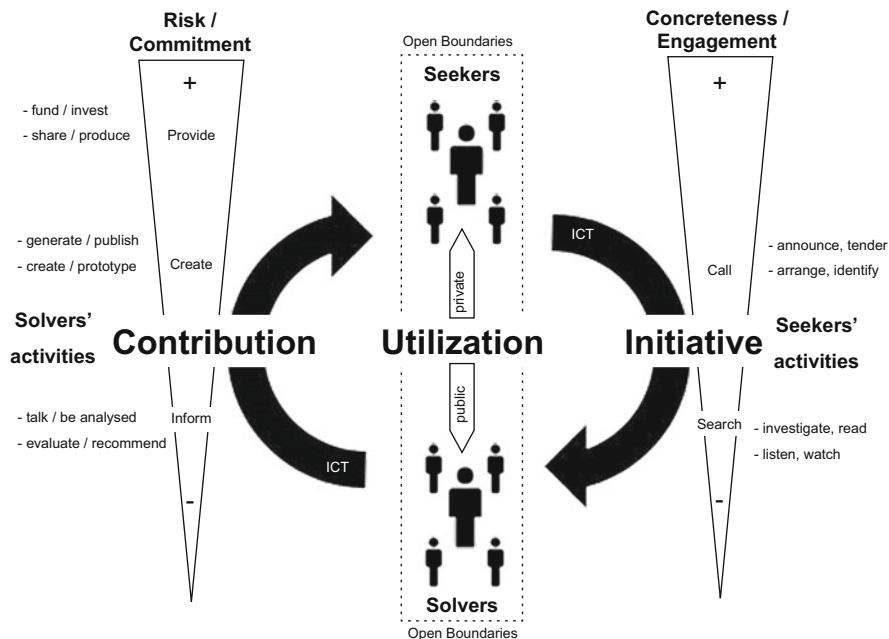 Risk /
Commitment
+
- fund / invest
- share / produce
Provide
- generate / publish
- create / prototype
Create
Solvers'
activities
Contribution
- talk / be analysed
- evaluate / recommend
Inform
-
Open Boundaries
Seekers
private
Utilization
public
Solvers
Open Boundaries
ICT
ICT
Concreteness /
Engagement
+
Call
- announce, tender
- arrange, identify
Initiative
Seekers'
activities
Search
- investigate, read
- listen, watch
-